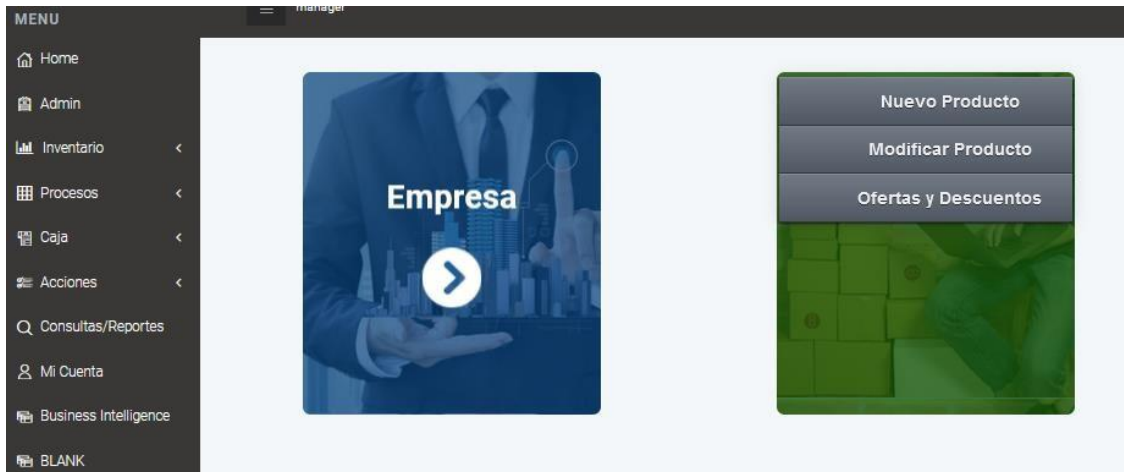 MENU
manager
Home
Admin
Inventario
Procesos
Caja
Acciones
Consultas/Reportes
Mi Cuenta
Business Intelligence
BLANK
Empresa
Nuevo Producto
Modificar Producto
Ofertas y Descuentos